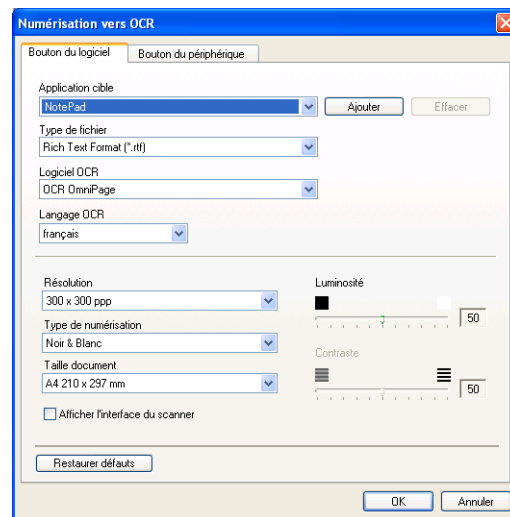 Numérisation vers OCR
Bouton du logiciel Bouton du périphérique
Application cible
NotePad Ajouter Effacer
Type de fichier
Rich Text Format (*.rtf)
Logiciel OCR
OCR OmniPage
Langage OCR
français
Résolution Luminosité
300 x 300 ppp
50
Type de numérisation
Noir & Blanc Contraste
Taille document
A4 210 x 297 mm 50
Afficher l'interface du scanner
Restaurer défauts
OK Annuler